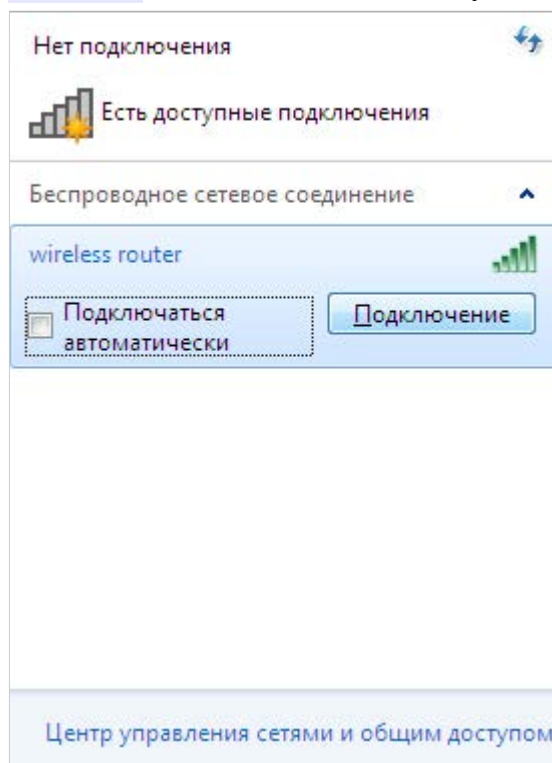 Нет подключения
Есть доступные подключения
Беспроводное сетевое соединение
wireless router
Подключаться
автоматически
Подключение
Центр управления сетями и общим доступом